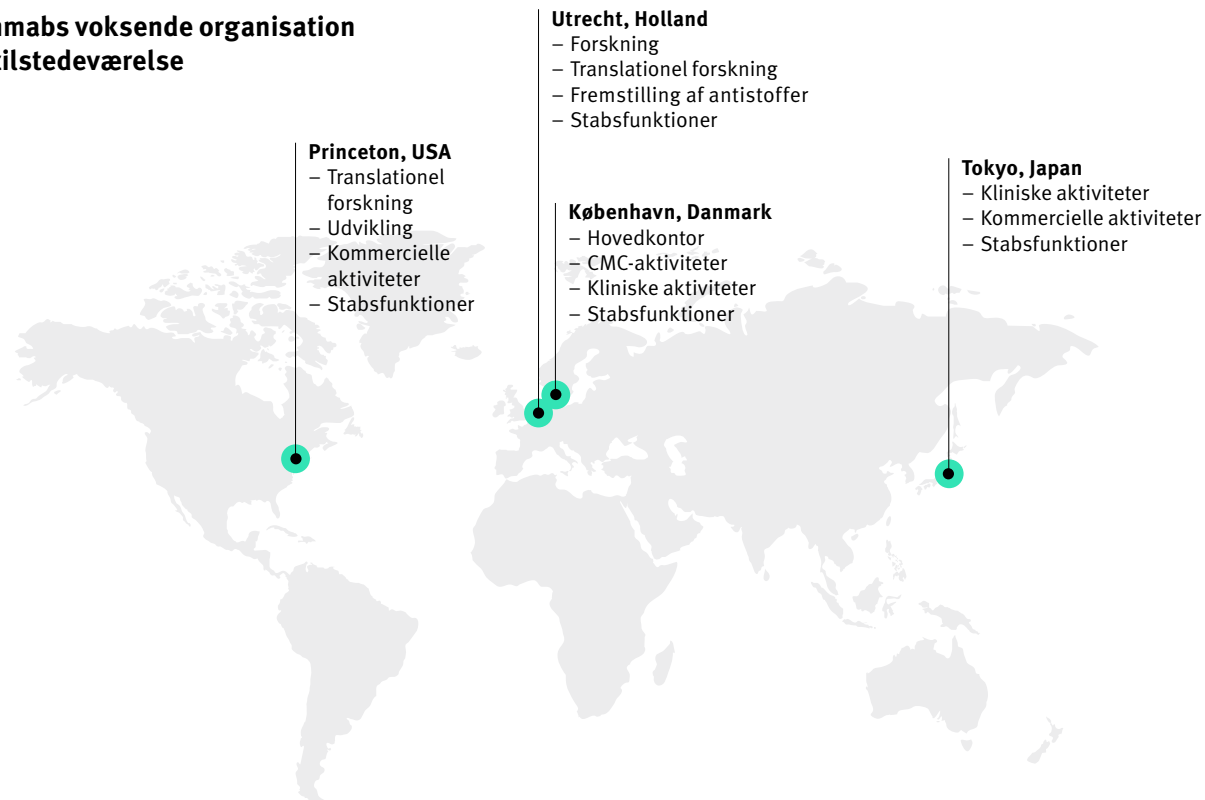 nmabs voksende organisation
tilstedeværelse
Utrecht, Holland
– Forskning
– Translationel forskning
– Fremstilling af antistoffer
– Stabsfunktioner
Princeton, USA
– Translationel
forskning
– Udvikling
– Kommercielle
aktiviteter
– Stabsfunktioner
København, Danmark
– Hovedkontor
– CMC-aktiviteter
– Kliniske aktiviteter
– Stabsfunktioner
Tokyo, Japan
– Kliniske aktiviteter
– Kommercielle aktiviteter
– Stabsfunktioner